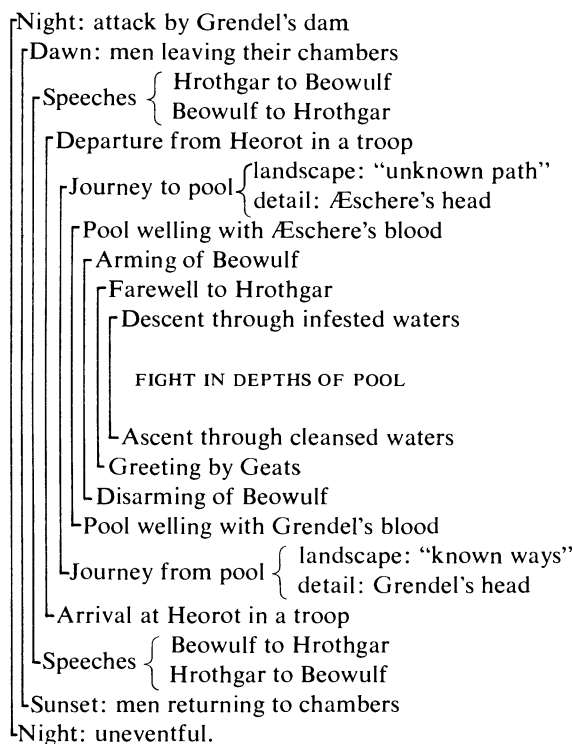 Night: attack by Grendel's dam
Dawn: men leaving their chambers
Speeches { Hrothgar to Beowulf
Beowulf to Hrothgar
Departure from Heorot in a troop
Journey to pool { landscape: “unknown path”
detail: Æschere's head
Pool welling with Æschere's blood
Arming of Beowulf
Farewell to Hrothgar
Descent through infested waters
FIGHT IN DEPTHS OF POOL
Ascent through cleansed waters
Greeting by Geats
Disarming of Beowulf
Pool welling with Grendel's blood
Journey from pool { landscape: “known ways”
detail: Grendel's head
Arrival at Heorot in a troop
Speeches { Beowulf to Hrothgar
Hrothgar to Beowulf
Sunset: men returning to chambers
Night: uneventful.